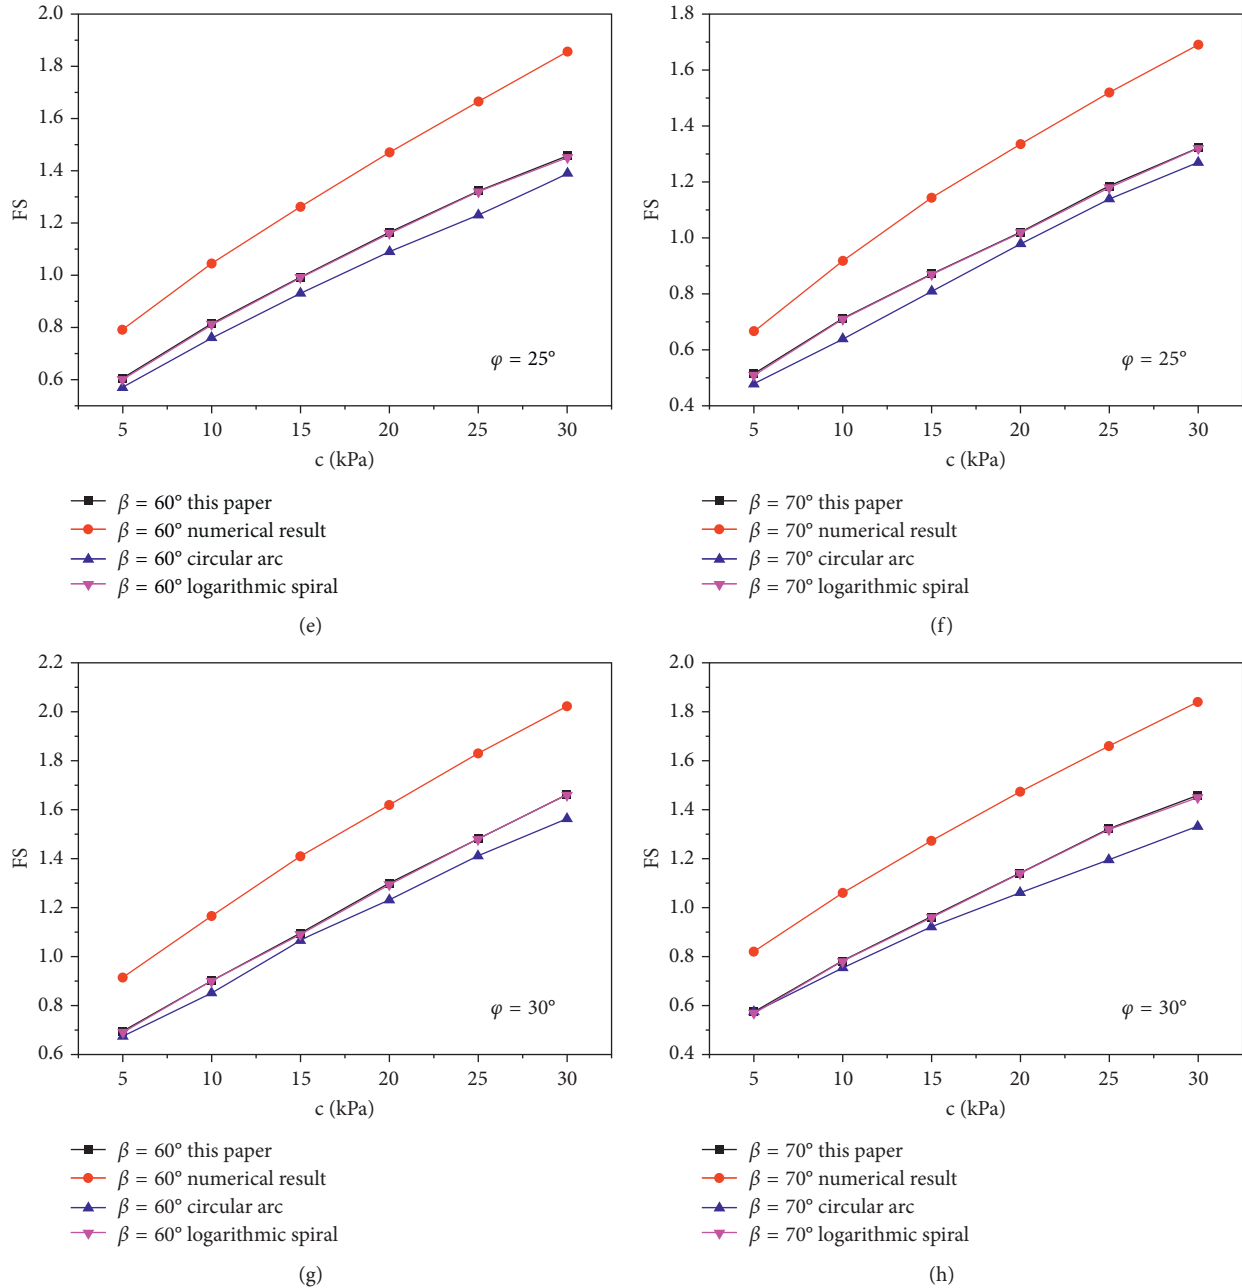 2.0
1.8
1.6
1.4
1.2
1.0
0.8
0.6
FS
φ = 25°
5 10 15 20 25 30
c (kPa)
β = 60° this paper
β = 60° numerical result
β = 60° circular arc
β = 60° logarithmic spiral
(e)
1.8
1.6
1.4
1.2
1.0
0.8
0.6
0.4
FS
φ = 25°
5 10 15 20 25 30
c (kPa)
β = 70° this paper
β = 70° numerical result
β = 70° circular arc
β = 70° logarithmic spiral
(f)
2.2
2.0
1.8
1.6
1.4
1.2
1.0
0.8
0.6
FS
φ = 30°
5 10 15 20 25 30
c (kPa)
β = 60° this paper
β = 60° numerical result
β = 60° circular arc
β = 60° logarithmic spiral
(g)
2.0
1.8
1.6
1.4
1.2
1.0
0.8
0.6
0.4
FS
φ = 30°
5 10 15 20 25 30
c (kPa)
β = 70° this paper
β = 70° numerical result
β = 70° circular arc
β = 70° logarithmic spiral
(h)